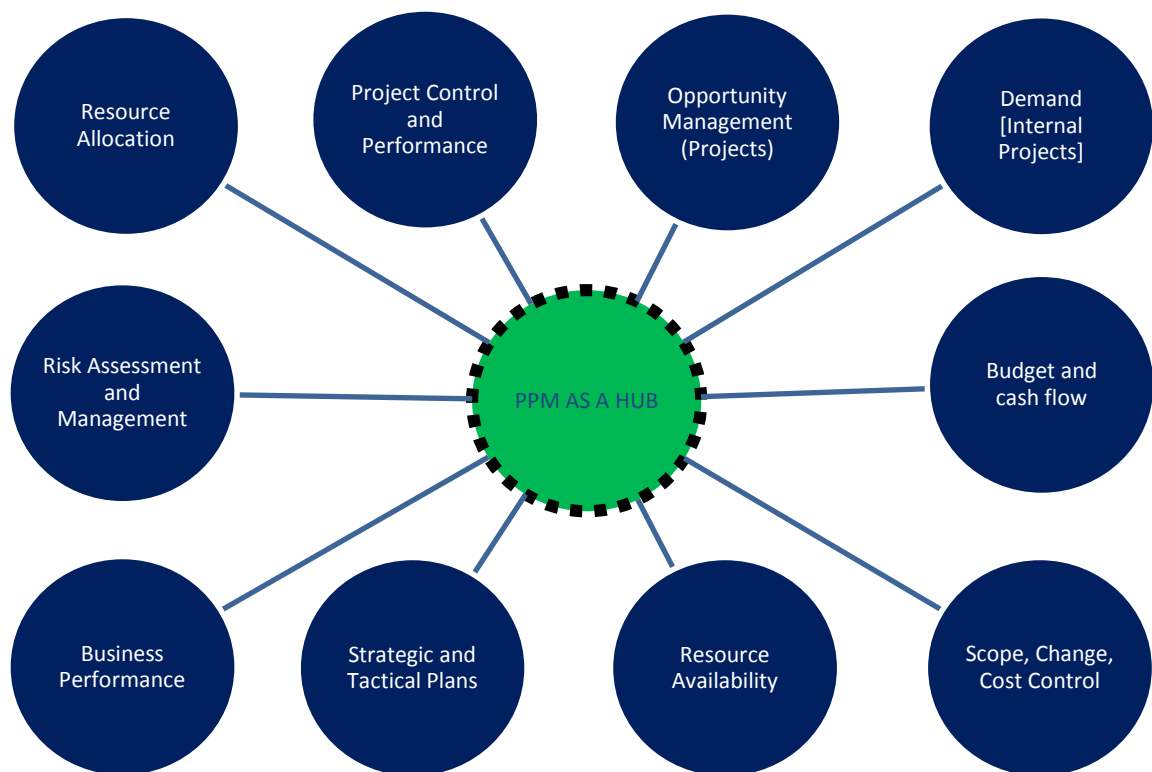 Resource
Allocation
Project Control
and
Performance
Opportunity
Management
(Projects)
Demand
[Internal
Projects]
Risk Assessment
and
Management
PPM AS A HUB
Budget and
cash flow
Business
Performance
Strategic and
Tactical Plans
Resource
Availability
Scope, Change,
Cost Control